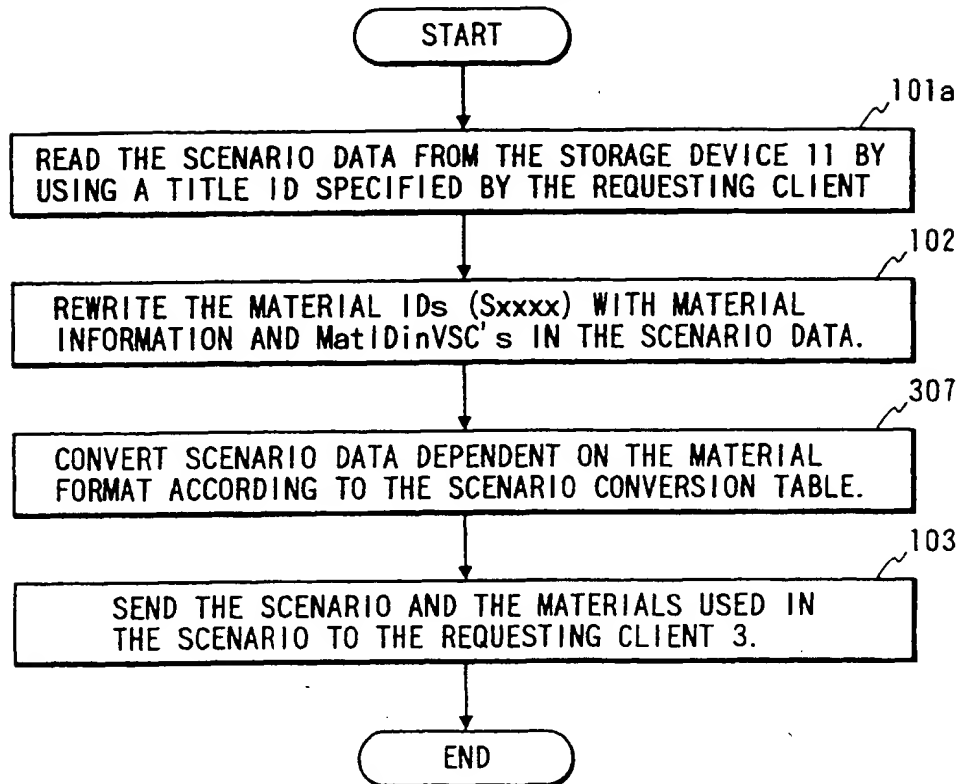 START
101a
READ THE SCENARIO DATA FROM THE STORAGE DEVICE 11 BY
USING A TITLE ID SPECIFIED BY THE REQUESTING CLIENT
102
REWRITE THE MATERIAL IDs (Sxxxx) WITH MATERIAL
INFORMATION AND MatIDinVSC's IN THE SCENARIO DATA.
307
CONVERT SCENARIO DATA DEPENDENT ON THE MATERIAL
FORMAT ACCORDING TO THE SCENARIO CONVERSION TABLE.
103
SEND THE SCENARIO AND THE MATERIALS USED IN
THE SCENARIO TO THE REQUESTING CLIENT 3.
END